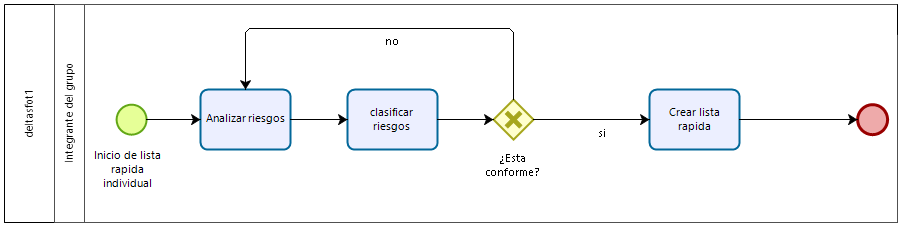 deltasfot1
Integrante del grupo
no
Inicio de lista
rapida
individual
Analizar riesgos
clasificar
riesgos
¿Esta
conforme?
si
Crear lista
rapida